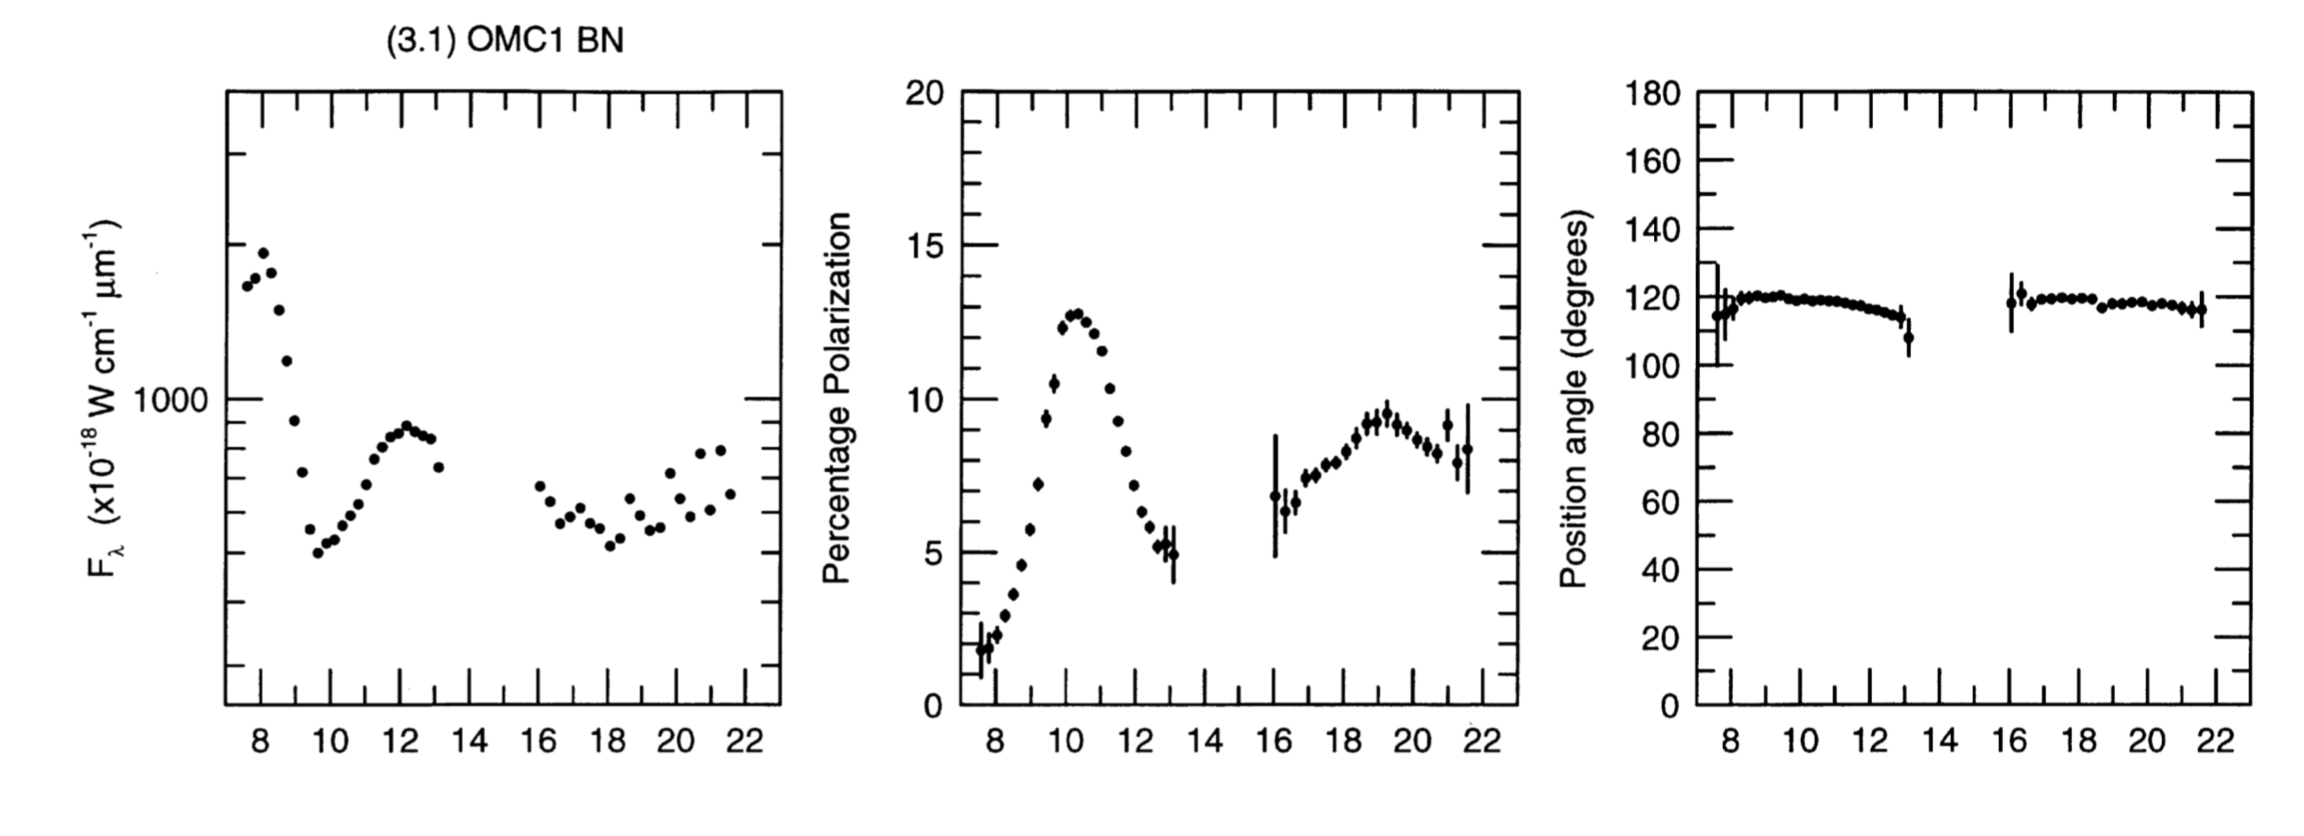 (3.1) OMC1 BN
F_λ (x10^-18 W cm^-1 μm^-1)
1000
8 10 12 14 16 18 20 22
Percentage Polarization
20
15
10
5
0
8 10 12 14 16 18 20 22
Position angle (degrees)
180
160
140
120
100
80
60
40
20
0
8 10 12 14 16 18 20 22